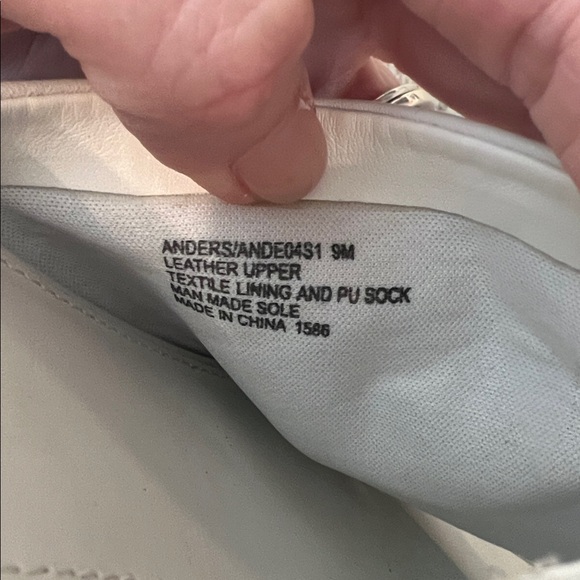 ANDERS/ANDE04S1 9M
LEATHER UPPER
TEXTILE LINING AND PU SOCK
MAN MADE SOLE
MADE IN CHINA 1586